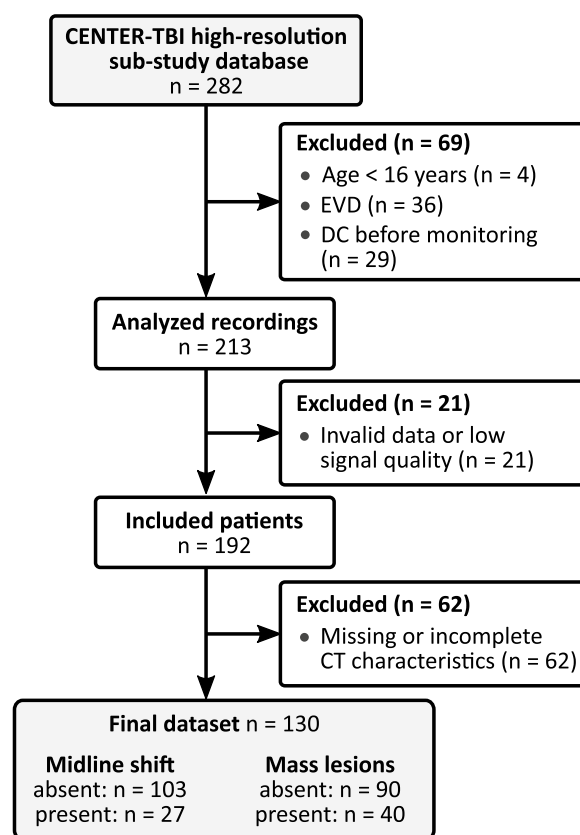 CENTER-TBI high-resolution
sub-study database
n = 282
Excluded (n = 69)
• Age < 16 years (n = 4)
• EVD (n = 36)
• DC before monitoring
(n = 29)
Analyzed recordings
n = 213
Excluded (n = 21)
• Invalid data or low
signal quality (n = 21)
Included patients
n = 192
Excluded (n = 62)
• Missing or incomplete
CT characteristics (n = 62)
Final dataset n = 130
Midline shift
absent: n = 103
present: n = 27
Mass lesions
absent: n = 90
present: n = 40